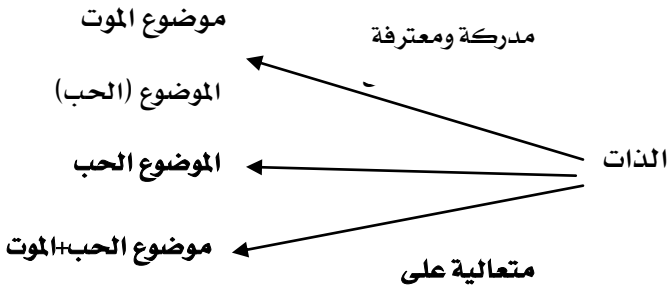 مدركة ومعترفة
موضوع الموت
الموضوع (الحب)
الذات
الموضوع الحب
موضوع الحب+الموت
متعالية على